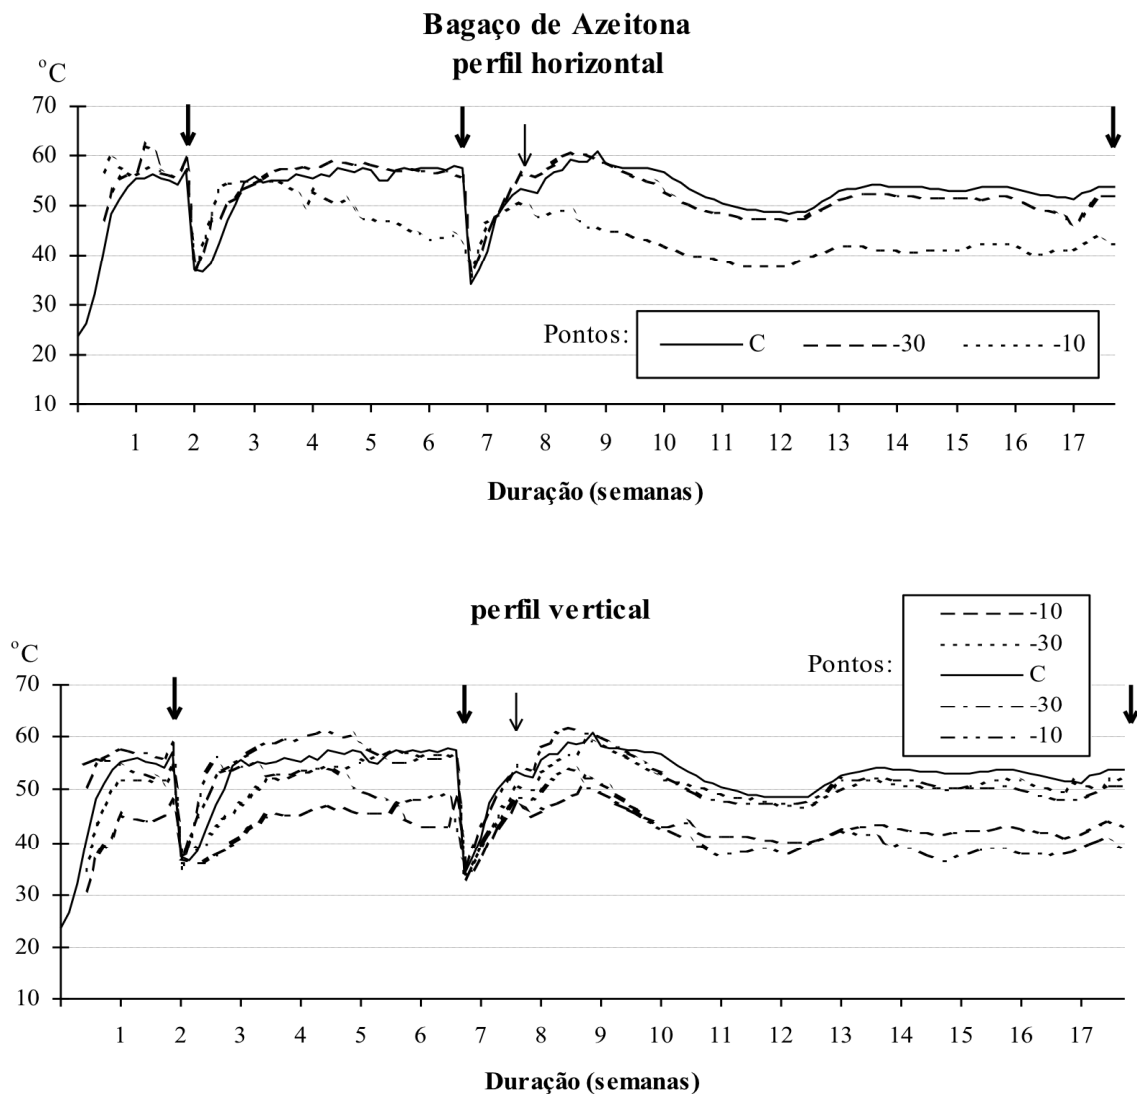 Bagaço de Azeitona
perfil horizontal
ºC
70
60
50
40
30
20
10
Pontos: C -30 -10
1 2 3 4 5 6 7 8 9 10 11 12 13 14 15 16 17
Duração (semanas)
perfil vertical
ºC
Pontos:
-10
-30
C
-30
-10
70
60
50
40
30
20
10
1 2 3 4 5 6 7 8 9 10 11 12 13 14 15 16 17
Duração (semanas)